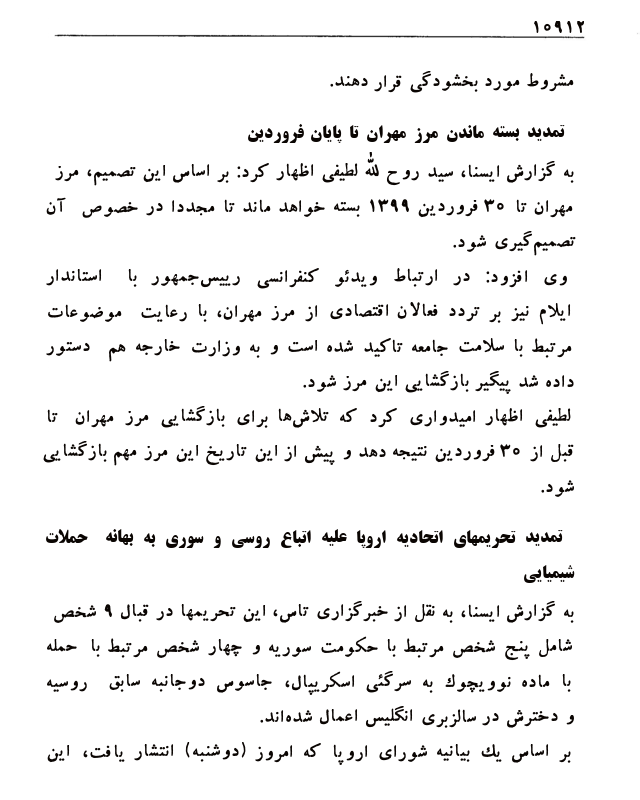 ۱۰۹۱۲
مشروط مورد بخشودگی قرار دهند.
تمدید بسته ماندن مرز مهران تا پایان فروردین
به گزارش ایسنا، سید روح لله لطیفی اظهار کرد: بر اساس این تصمیم، مرز
مهران تا ۳۰ فروردین ۱۳۹۹ بسته خواهد ماند تا مجددا در خصوص آن
تصمیم‌گیری شود.
وی افزود: در ارتباط ویدئو کنفرانسی رییس‌جمهور با استاندار
ایلام نیز بر تردد فعالان اقتصادی از مرز مهران، با رعایت موضوعات
مرتبط با سلامت جامعه تاکید شده است و به وزارت خارجه هم دستور
داده شد پیگیر بازگشایی این مرز شود.
لطیفی اظهار امیدواری کرد که تلاش‌ها برای بازگشایی مرز مهران تا
قبل از ۳۰ فروردین نتیجه دهد و پیش از این تاریخ این مرز مهم بازگشایی
شود.
تمدید تحریمهای اتحادیه اروپا علیه اتباع روسی و سوری به بهانه حملات
شیمیایی
به گزارش ایسنا، به نقل از خبرگزاری تاس، این تحریمها در قبال ۹ شخص
شامل پنج شخص مرتبط با حکومت سوریه و چهار شخص مرتبط با حمله
با ماده نوویچوك به سرگئی اسکریپال، جاسوس دوجانبه سابق روسیه
و دخترش در سالزبری انگلیس اعمال شده‌اند.
بر اساس یك بیانیه شورای اروپا که امروز (دوشنبه) انتشار یافت، این